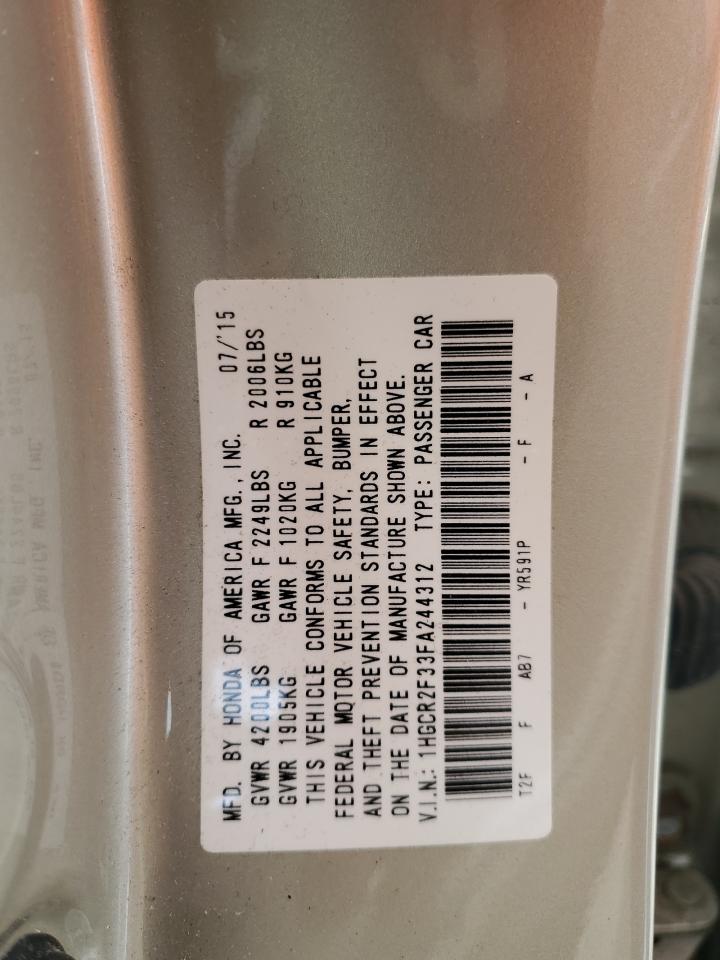 MFD. BY HONDA OF AMERICA MFG., INC. 07/'15
GVWR 4200LBS GAWR F 2249LBS R 2006LBS
GVWR 1905KG GAWR F 1020KG R 910KG
THIS VEHICLE CONFORMS TO ALL APPLICABLE
FEDERAL MOTOR VEHICLE SAFETY, BUMPER,
AND THEFT PREVENTION STANDARDS IN EFFECT
ON THE DATE OF MANUFACTURE SHOWN ABOVE.
V.I.N.: 1HGCR2F33FA244312 TYPE: PASSENGER CAR
T2F F AB7 - YR591P - F - A